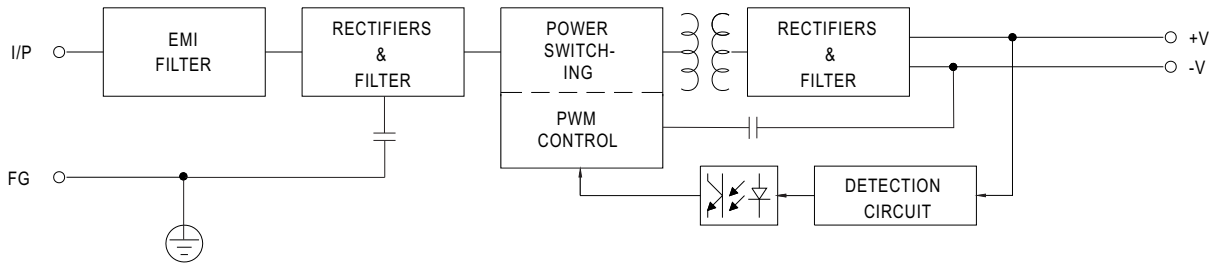 I/P
EMI
FILTER
RECTIFIERS
&
FILTER
POWER
SWITCH-
ING
PWM
CONTROL
RECTIFIERS
&
FILTER
+V
-V
FG
DETECTION
CIRCUIT